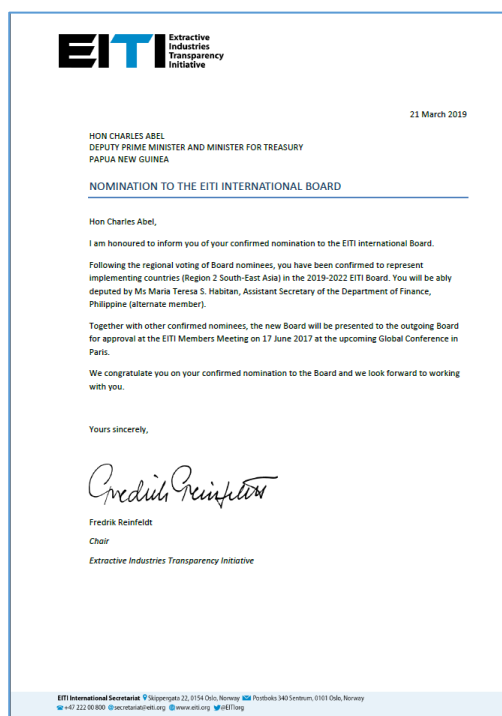 EITI
Extractive
Industries
Transparency
Initiative
21 March 2019
HON CHARLES ABEL
DEPUTY PRIME MINISTER AND MINISTER FOR TREASURY
PAPUA NEW GUINEA
NOMINATION TO THE EITI INTERNATIONAL BOARD
Hon Charles Abel,
I am honoured to inform you of your confirmed nomination to the EITI international Board.
Following the regional voting of Board nominees, you have been confirmed to represent
implementing countries (Region 2 South-East Asia) in the 2019-2022 EITI Board. You will be ably
deputed by Ms Maria Teresa S. Habitan, Assistant Secretary of the Department of Finance,
Philippine (alternate member).
Together with other confirmed nominees, the new Board will be presented to the outgoing Board
for approval at the EITI Members Meeting on 17 June 2017 at the upcoming Global Conference in
Paris.
We congratulate you on your confirmed nomination to the Board and we look forward to working
with you.
Yours sincerely,
Fredrik Reinfeldt
Fredrik Reinfeldt
Chair
Extractive Industries Transparency Initiative
EITI International Secretariat Skippergata 22, 0154 Oslo, Norway Postboks 340 Sentrum, 0101 Oslo, Norway
+47 222 00 800 secretariat@eiti.org www.eiti.org @EITIorg